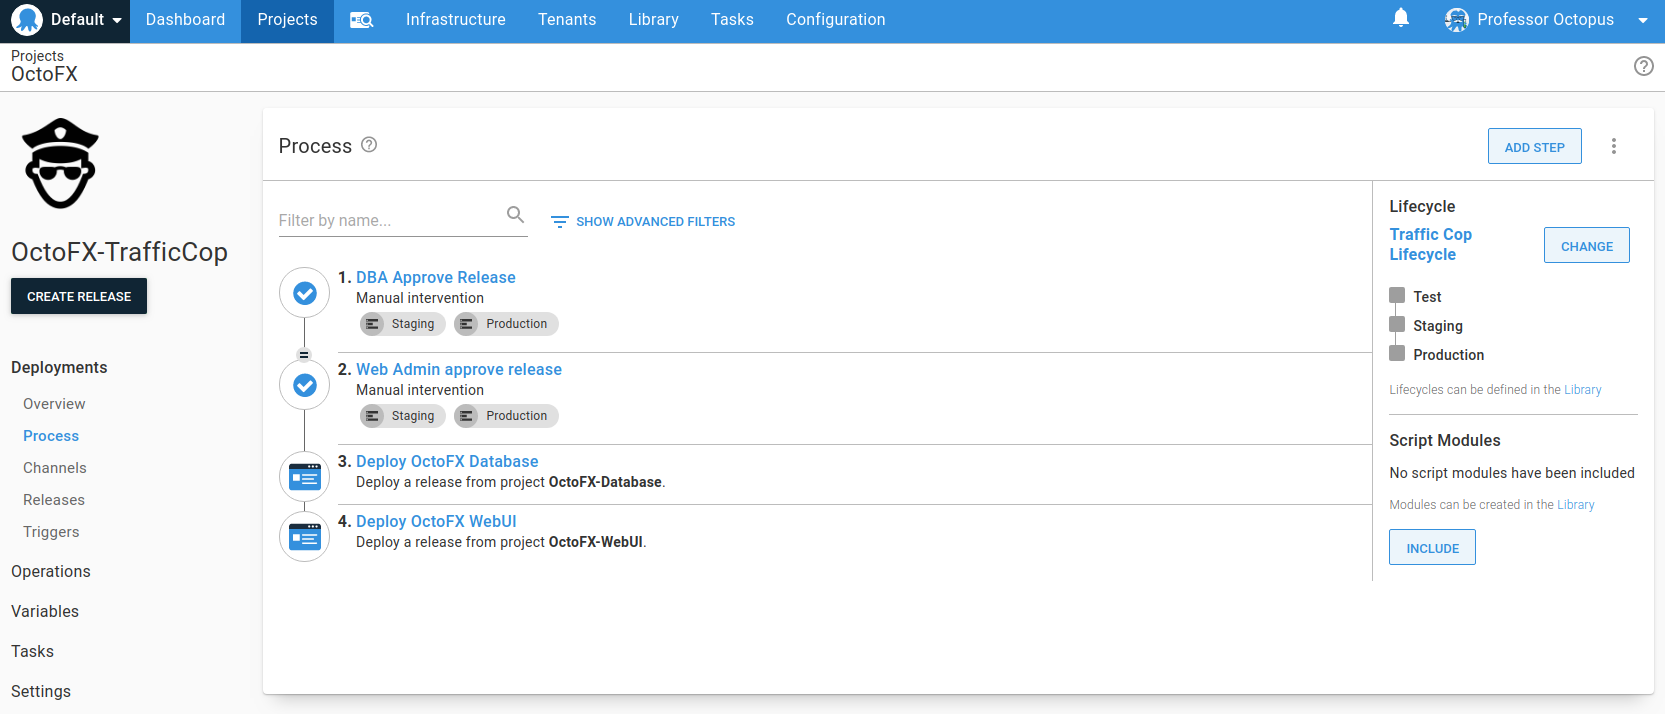 Default Dashboard Projects Infrastructure Tenants Library Tasks Configuration Professor Octopus
Projects
OctoFX
OctoFX-TrafficCop
CREATE RELEASE
Deployments
Overview
Process
Channels
Releases
Triggers
Operations
Variables
Tasks
Settings
Process
ADD STEP
Filter by name...
SHOW ADVANCED FILTERS
1. DBA Approve Release
Manual intervention
Staging Production
2. Web Admin approve release
Manual intervention
Staging Production
3. Deploy OctoFX Database
Deploy a release from project OctoFX-Database.
4. Deploy OctoFX WebUI
Deploy a release from project OctoFX-WebUI.
Lifecycle
Traffic Cop
Lifecycle
CHANGE
Test
Staging
Production
Lifecycles can be defined in the Library
Script Modules
No script modules have been included
Modules can be created in the Library
INCLUDE